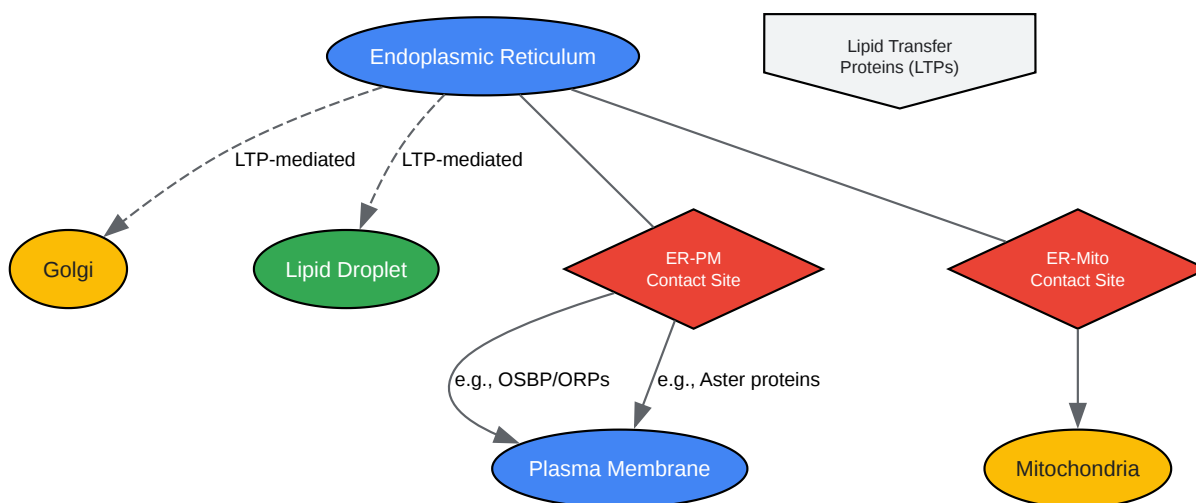 Endoplasmic Reticulum
Lipid Transfer
Proteins (LTPs)
LTP-mediated
LTP-mediated
Golgi
Lipid Droplet
ER-PM
Contact Site
ER-Mito
Contact Site
e.g., OSBP/ORPs
e.g., Aster proteins
Plasma Membrane
Mitochondria